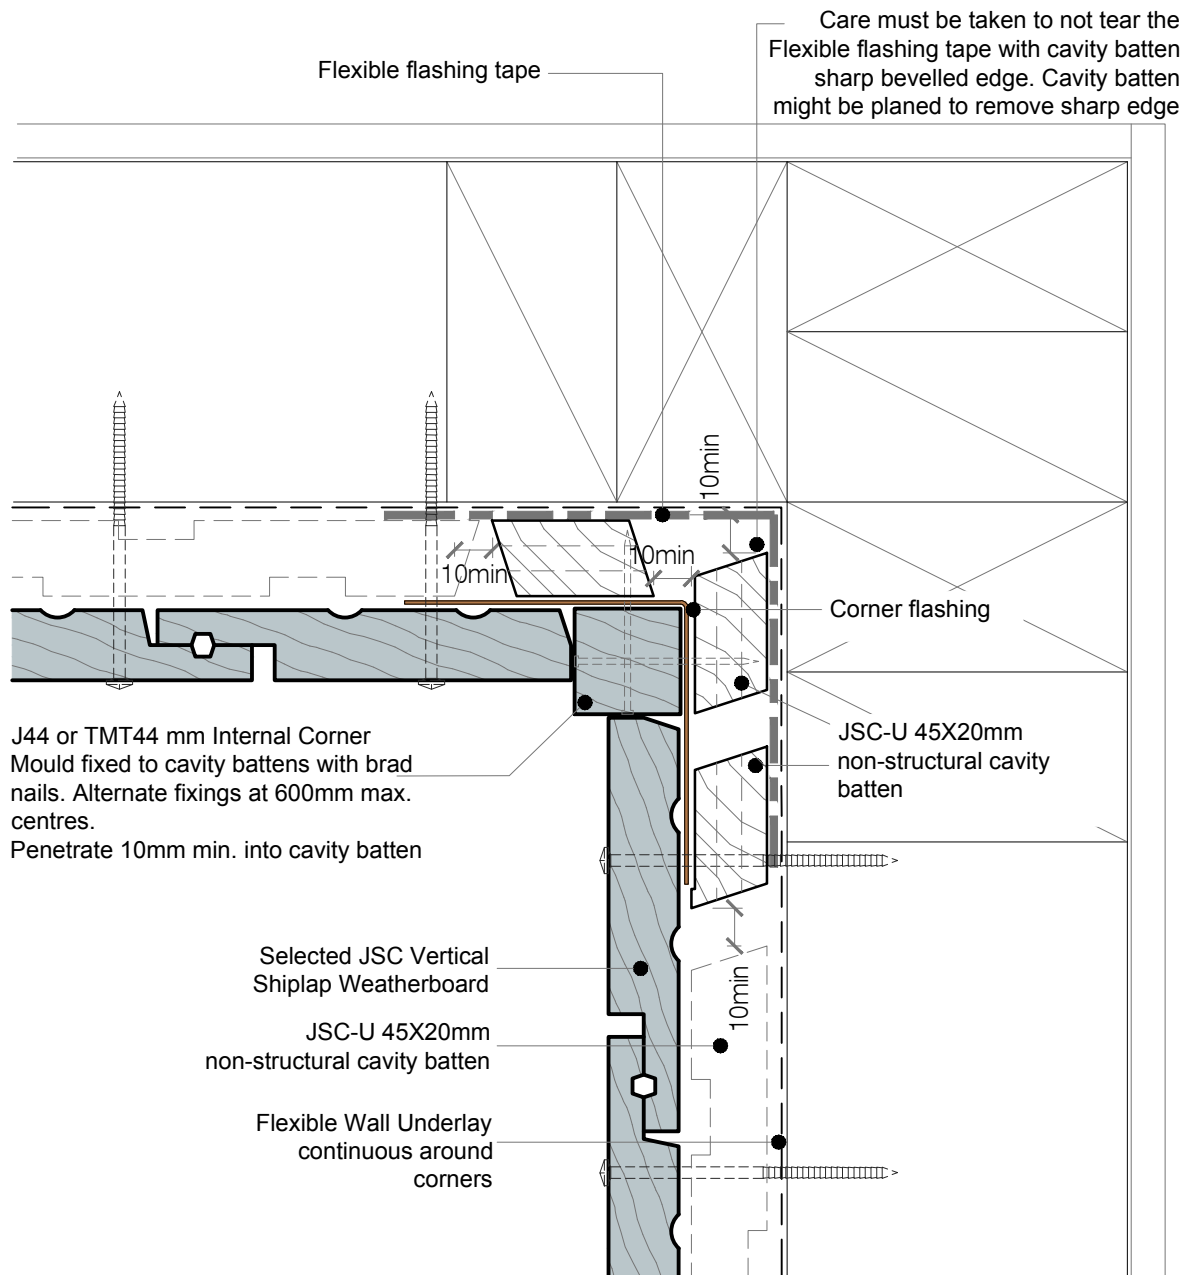 Care must be taken to not tear the
Flexible flashing tape with cavity batten
sharp bevelled edge. Cavity batten
might be planed to remove sharp edge
Flexible flashing tape
10min
10min
10min
Corner flashing
J44 or TMT44 mm Internal Corner
Mould fixed to cavity battens with brad
nails. Alternate fixings at 600mm max.
centres.
Penetrate 10mm min. into cavity batten
JSC-U 45X20mm
non-structural cavity
batten
Selected JSC Vertical
Shiplap Weatherboard
10min
JSC-U 45X20mm
non-structural cavity batten
Flexible Wall Underlay
continuous around
corners